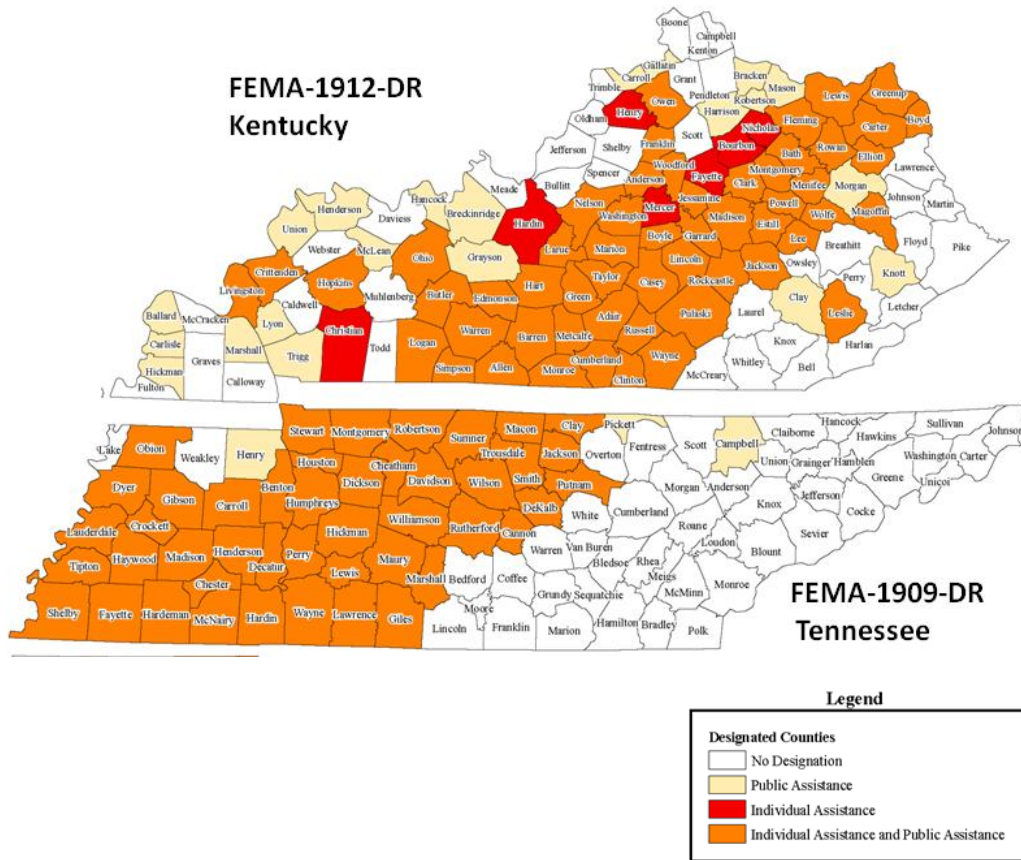 FEMA-1912-DR
Kentucky
Boone
Campbell
Kenton
Gallatin
Carroll
Trimble
Grant
Bracken
Mason
Pendleton
Robertson
Lewis
Greenup
Owen
Henry
Harrison
Oldham
Fleming
Carter
Boyd
Nicholas
Scott
Franklin
Shelby
Jefferson
Bourbon
Rowan
Woodford
Bath
Elliott
Fayette
Montgomery
Lawrence
Spencer
Anderson
Clark
Menifee
Morgan
Bullitt
Meade
Jessamine
Mercer
Nelson
Powell
Johnson
Martin
Hancock
Breckinridge
Washington
Madison
Wolfe
Magoffin
Henderson
Daviess
Hardin
Estill
Union
Boyle
Garrard
Lee
Floyd
Webster
McLean
Larue
Marion
Breathitt
Pike
Ohio
Grayson
Lincoln
Jackson
Owsley
Crittenden
Taylor
Perry
Knott
Livingston
Hopkins
Hart
Casey
Rockcastle
Caldwell
Muhlenberg
Butler
Edmonson
Green
Clay
Letcher
Ballard
McCracken
Lyon
Christian
Adair
Pulaski
Laurel
Leslie
Carlisle
Warren
Barren
Metcalfe
Russell
Marshall
Todd
Logan
Knox
Harlan
Graves
Trigg
Hickman
Simpson
Allen
Monroe
Cumberland
Wayne
Whitley
Bell
Fulton
Calloway
Clinton
McCreary
Lake
Obion
Weakley
Henry
Stewart
Montgomery
Robertson
Sumner
Macon
Clay
Pickett
Scott
Campbell
Claiborne
Hancock
Hawkins
Sullivan
Johnson
Trousdale
Jackson
Overton
Fentress
Union
Grainger
Hamblen
Washington
Carter
Houston
Cheatham
Unicoi
Dyer
Gibson
Carroll
Benton
Humphreys
Dickson
Davidson
Wilson
Smith
Putnam
Morgan
Anderson
Knox
Jefferson
Greene
DeKalb
White
Cumberland
Cocke
Crockett
Williamson
Lauderdale
Hickman
Rutherford
Cannon
Roane
Loudon
Sevier
Blount
Tipton
Haywood
Madison
Henderson
Decatur
Perry
Maury
Warren
Van Buren
Bledsoe
Rhea
Meigs
Monroe
Chester
Lewis
Marshall
Bedford
Coffee
Grundy
Sequatchie
McMinn
Shelby
Fayette
Hardeman
McNairy
Hardin
Wayne
Lawrence
Giles
Moore
Lincoln
Franklin
Marion
Hamilton
Bradley
Polk
FEMA-1909-DR
Tennessee
Legend
Designated Counties
No Designation
Public Assistance
Individual Assistance
Individual Assistance and Public Assistance